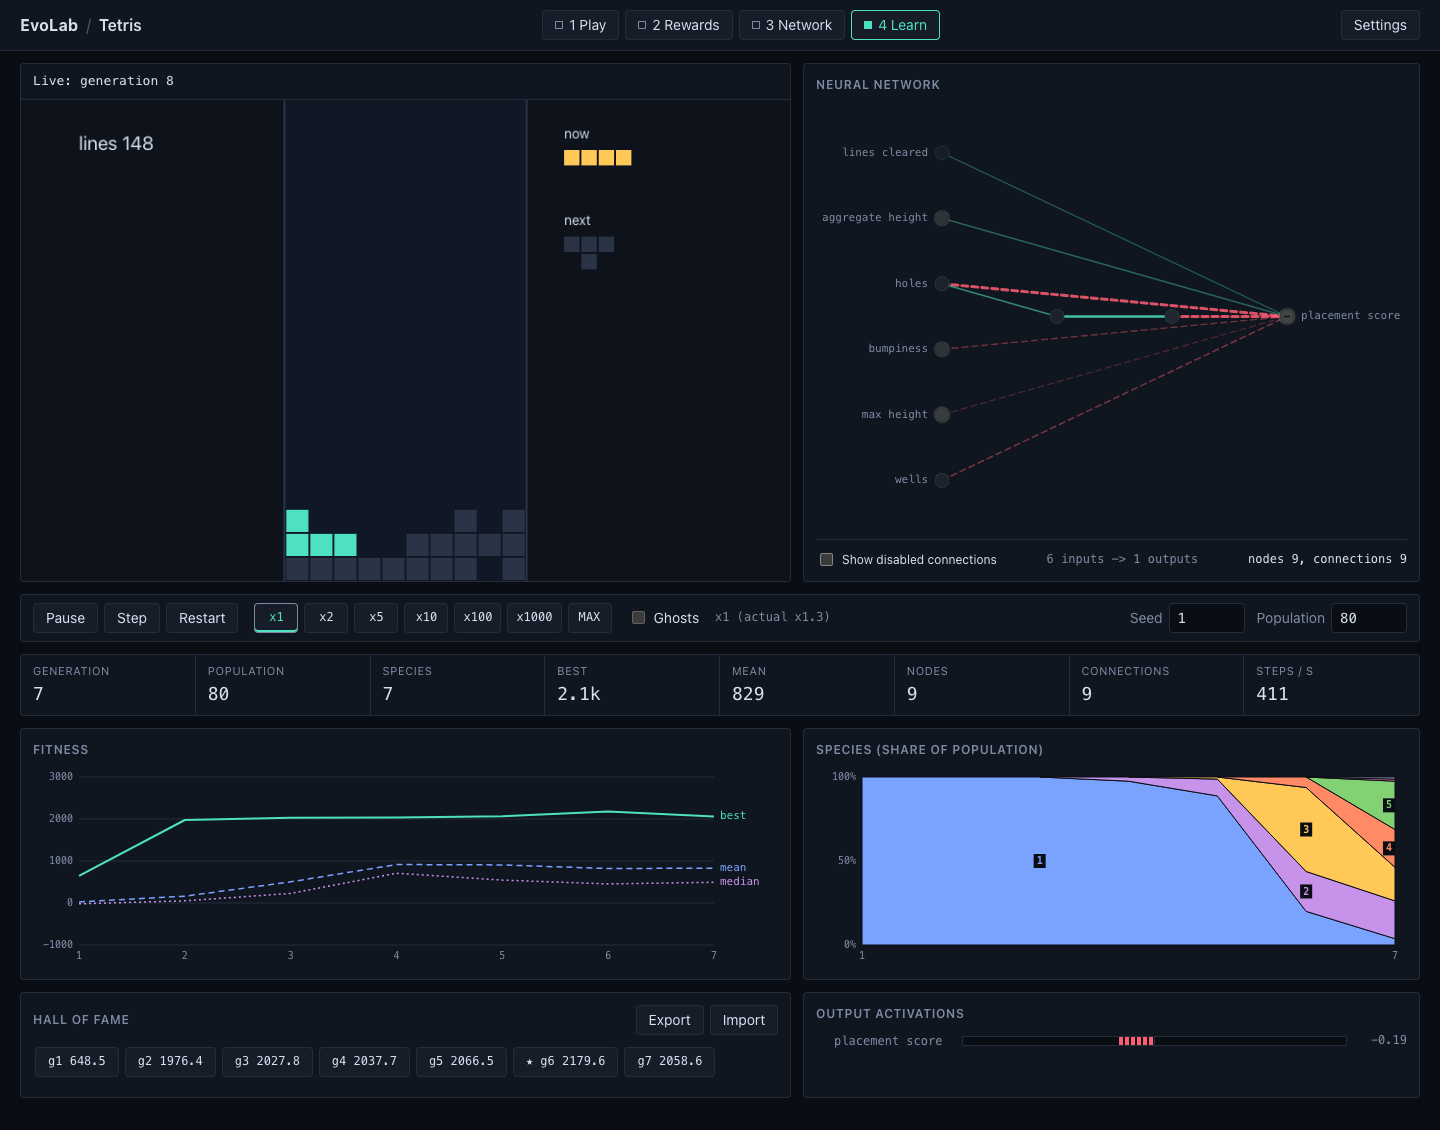 EvoLab / Tetris
1 Play
2 Rewards
3 Network
4 Learn
Settings
Live: generation 8
lines 148
now
next
NEURAL NETWORK
lines cleared
aggregate height
holes
bumpiness
max height
wells
placement score
Show disabled connections
6 inputs -> 1 outputs
nodes 9, connections 9
Pause
Step
Restart
x1
x2
x5
x10
x100
x1000
MAX
Ghosts
x1 (actual x1.3)
Seed
1
Population
80
GENERATION
7
POPULATION
80
SPECIES
7
BEST
2.1k
MEAN
829
NODES
9
CONNECTIONS
9
STEPS / S
411
FITNESS
3000
2000
1000
0
−1000
1
2
3
4
5
6
7
best
mean
median
SPECIES (SHARE OF POPULATION)
100%
50%
0%
1
7
1
2
3
4
5
HALL OF FAME
Export
Import
g1 648.5
g2 1976.4
g3 2027.8
g4 2037.7
g5 2066.5
★ g6 2179.6
g7 2058.6
OUTPUT ACTIVATIONS
placement score
−0.19